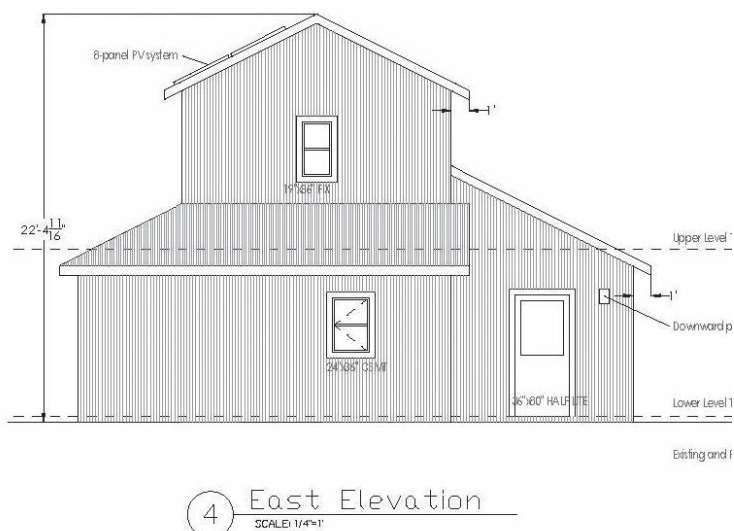 8-panel PV system
1'
19"x36" FIX
22'-4 11/16"
Upper Level T
1'
Downward p
24"x36" CSMT
36"x80" HALF LITE
Lower Level T
Existing and F
4 East Elevation
SCALE: 1/4"=1'